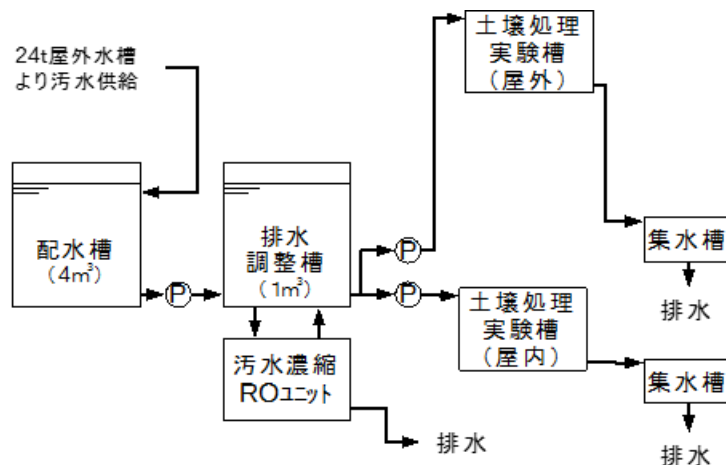 24t屋外水槽
より汚水供給
土壌処理
実験槽
(屋外)
配水槽
(4㎥)
P
排水
調整槽
(1㎥)
P
P
集水槽
排水
土壌処理
実験槽
(屋内)
汚水濃縮
ROユニット
排水
集水槽
排水